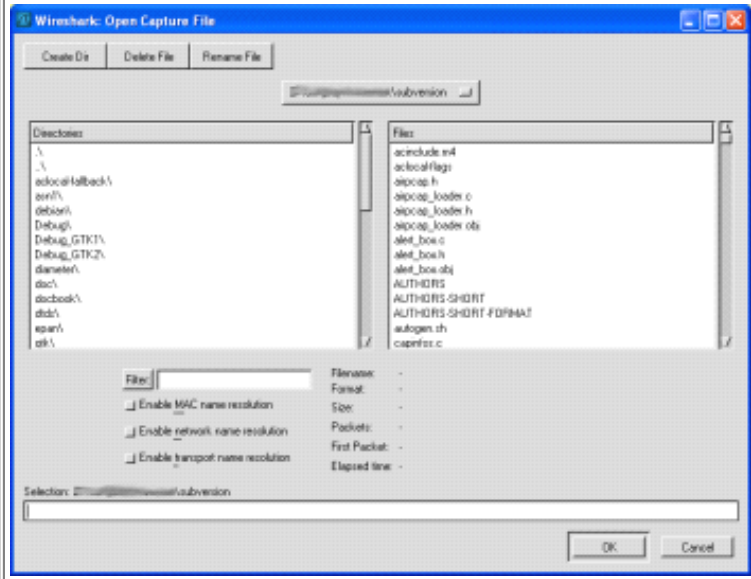 Wireshark: Open Capture File
Create Dir Delete File Rename File
\subversion
Directories
.\
..\
aclocal-fallback\
asn1\
debian\
Debug\
Debug_GTK1\
Debug_GTK2\
diameter\
doc\
docbook\
dtds\
epan\
gtk\
Files
acinclude.m4
aclocal-flags
airpcap.h
airpcap_loader.c
airpcap_loader.h
airpcap_loader.obj
alert_box.c
alert_box.h
alert_box.obj
AUTHORS
AUTHORS-SHORT
AUTHORS-SHORT-FORMAT
autogen.sh
capinfos.c
Filter:
Enable MAC name resolution
Enable network name resolution
Enable transport name resolution
Filename: -
Format: -
Size: -
Packets: -
First Packet: -
Elapsed time: -
Selection: \subversion
OK Cancel